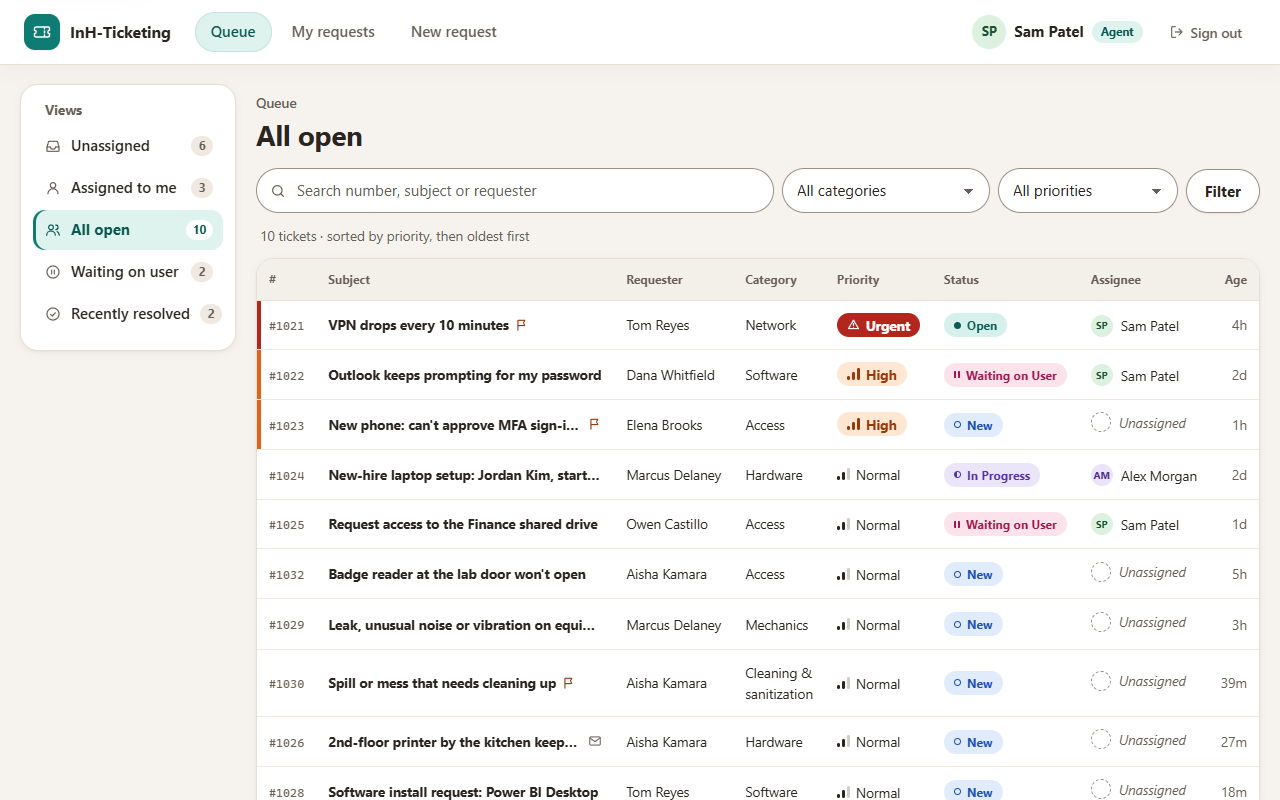 InH-Ticketing Queue My requests New request SP Sam Patel Agent Sign out
Views
Unassigned 6
Assigned to me 3
All open 10
Waiting on user 2
Recently resolved 2
Queue
All open
Search number, subject or requester All categories All priorities Filter
10 tickets · sorted by priority, then oldest first
# Subject Requester Category Priority Status Assignee Age
#1021 VPN drops every 10 minutes Tom Reyes Network Urgent Open SP Sam Patel 4h
#1022 Outlook keeps prompting for my password Dana Whitfield Software High Waiting on User SP Sam Patel 2d
#1023 New phone: can't approve MFA sign-i... Elena Brooks Access High New Unassigned 1h
#1024 New-hire laptop setup: Jordan Kim, start... Marcus Delaney Hardware Normal In Progress AM Alex Morgan 2d
#1025 Request access to the Finance shared drive Owen Castillo Access Normal Waiting on User SP Sam Patel 1d
#1032 Badge reader at the lab door won't open Aisha Kamara Access Normal New Unassigned 5h
#1029 Leak, unusual noise or vibration on equi... Marcus Delaney Mechanics Normal New Unassigned 3h
#1030 Spill or mess that needs cleaning up Aisha Kamara Cleaning & sanitization Normal New Unassigned 39m
#1026 2nd-floor printer by the kitchen keep... Aisha Kamara Hardware Normal New Unassigned 27m
#1028 Software install request: Power BI Desktop Tom Reyes Software Normal New Unassigned 18m